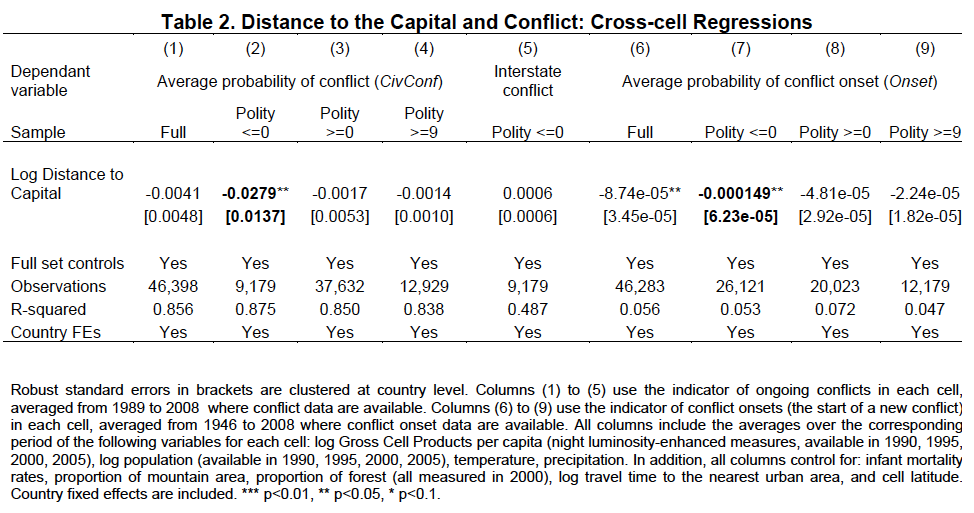 Table 2. Distance to the Capital and Conflict: Cross-cell Regressions
(1) (2) (3) (4) (5) (6) (7) (8) (9)
Dependant variable Average probability of conflict (CivConf) Interstate conflict Average probability of conflict onset (Onset)
Sample Full Polity <=0 Polity >=0 Polity >=9 Polity <=0 Full Polity <=0 Polity >=0 Polity >=9
Log Distance to
Capital -0.0041 -0.0279** -0.0017 -0.0014 0.0006 -8.74e-05** -0.000149** -4.81e-05 -2.24e-05
[0.0048] [0.0137] [0.0053] [0.0010] [0.0006] [3.45e-05] [6.23e-05] [2.92e-05] [1.82e-05]
Full set controls Yes Yes Yes Yes Yes Yes Yes Yes Yes
Observations 46,398 9,179 37,632 12,929 9,179 46,283 26,121 20,023 12,179
R-squared 0.856 0.875 0.850 0.838 0.487 0.056 0.053 0.072 0.047
Country FEs Yes Yes Yes Yes Yes Yes Yes Yes Yes
Robust standard errors in brackets are clustered at country level. Columns (1) to (5) use the indicator of ongoing conflicts in each cell,
averaged from 1989 to 2008 where conflict data are available. Columns (6) to (9) use the indicator of conflict onsets (the start of a new conflict)
in each cell, averaged from 1946 to 2008 where conflict onset data are available. All columns include the averages over the corresponding
period of the following variables for each cell: log Gross Cell Products per capita (night luminosity-enhanced measures, available in 1990, 1995,
2000, 2005), log population (available in 1990, 1995, 2000, 2005), temperature, precipitation. In addition, all columns control for: infant mortality
rates, proportion of mountain area, proportion of forest (all measured in 2000), log travel time to the nearest urban area, and cell latitude.
Country fixed effects are included. *** p<0.01, ** p<0.05, * p<0.1.